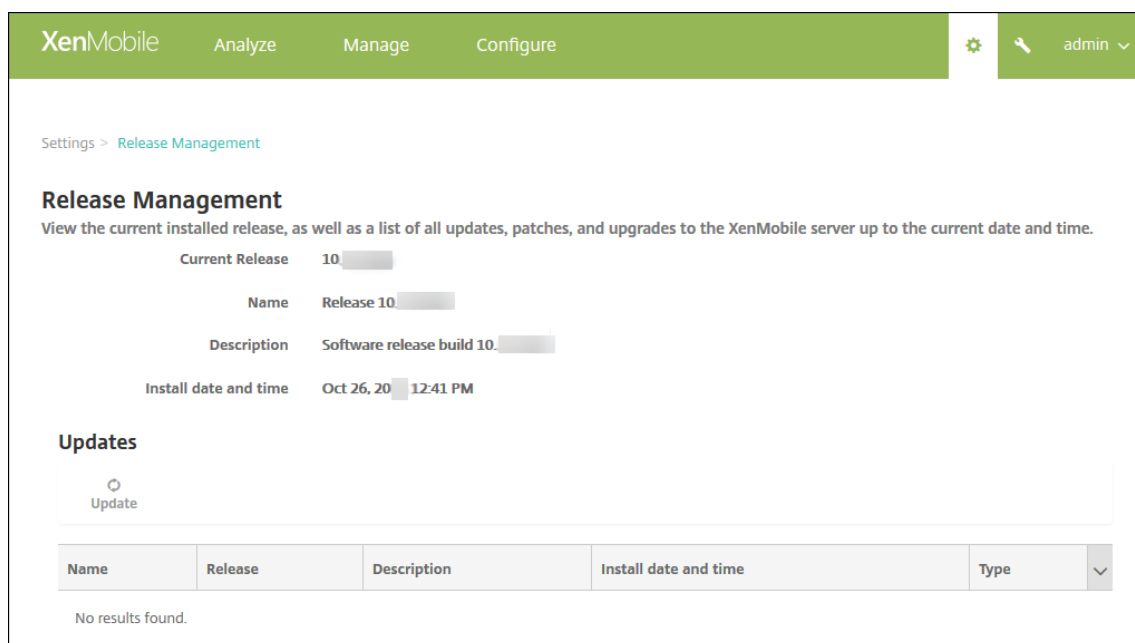 XenMobile Analyze Manage Configure admin
Settings > Release Management
Release Management
View the current installed release, as well as a list of all updates, patches, and upgrades to the XenMobile server up to the current date and time.
Current Release 10.
Name Release 10.
Description Software release build 10.
Install date and time Oct 26, 20 12:41 PM
Updates
Update
Name Release Description Install date and time Type
No results found.